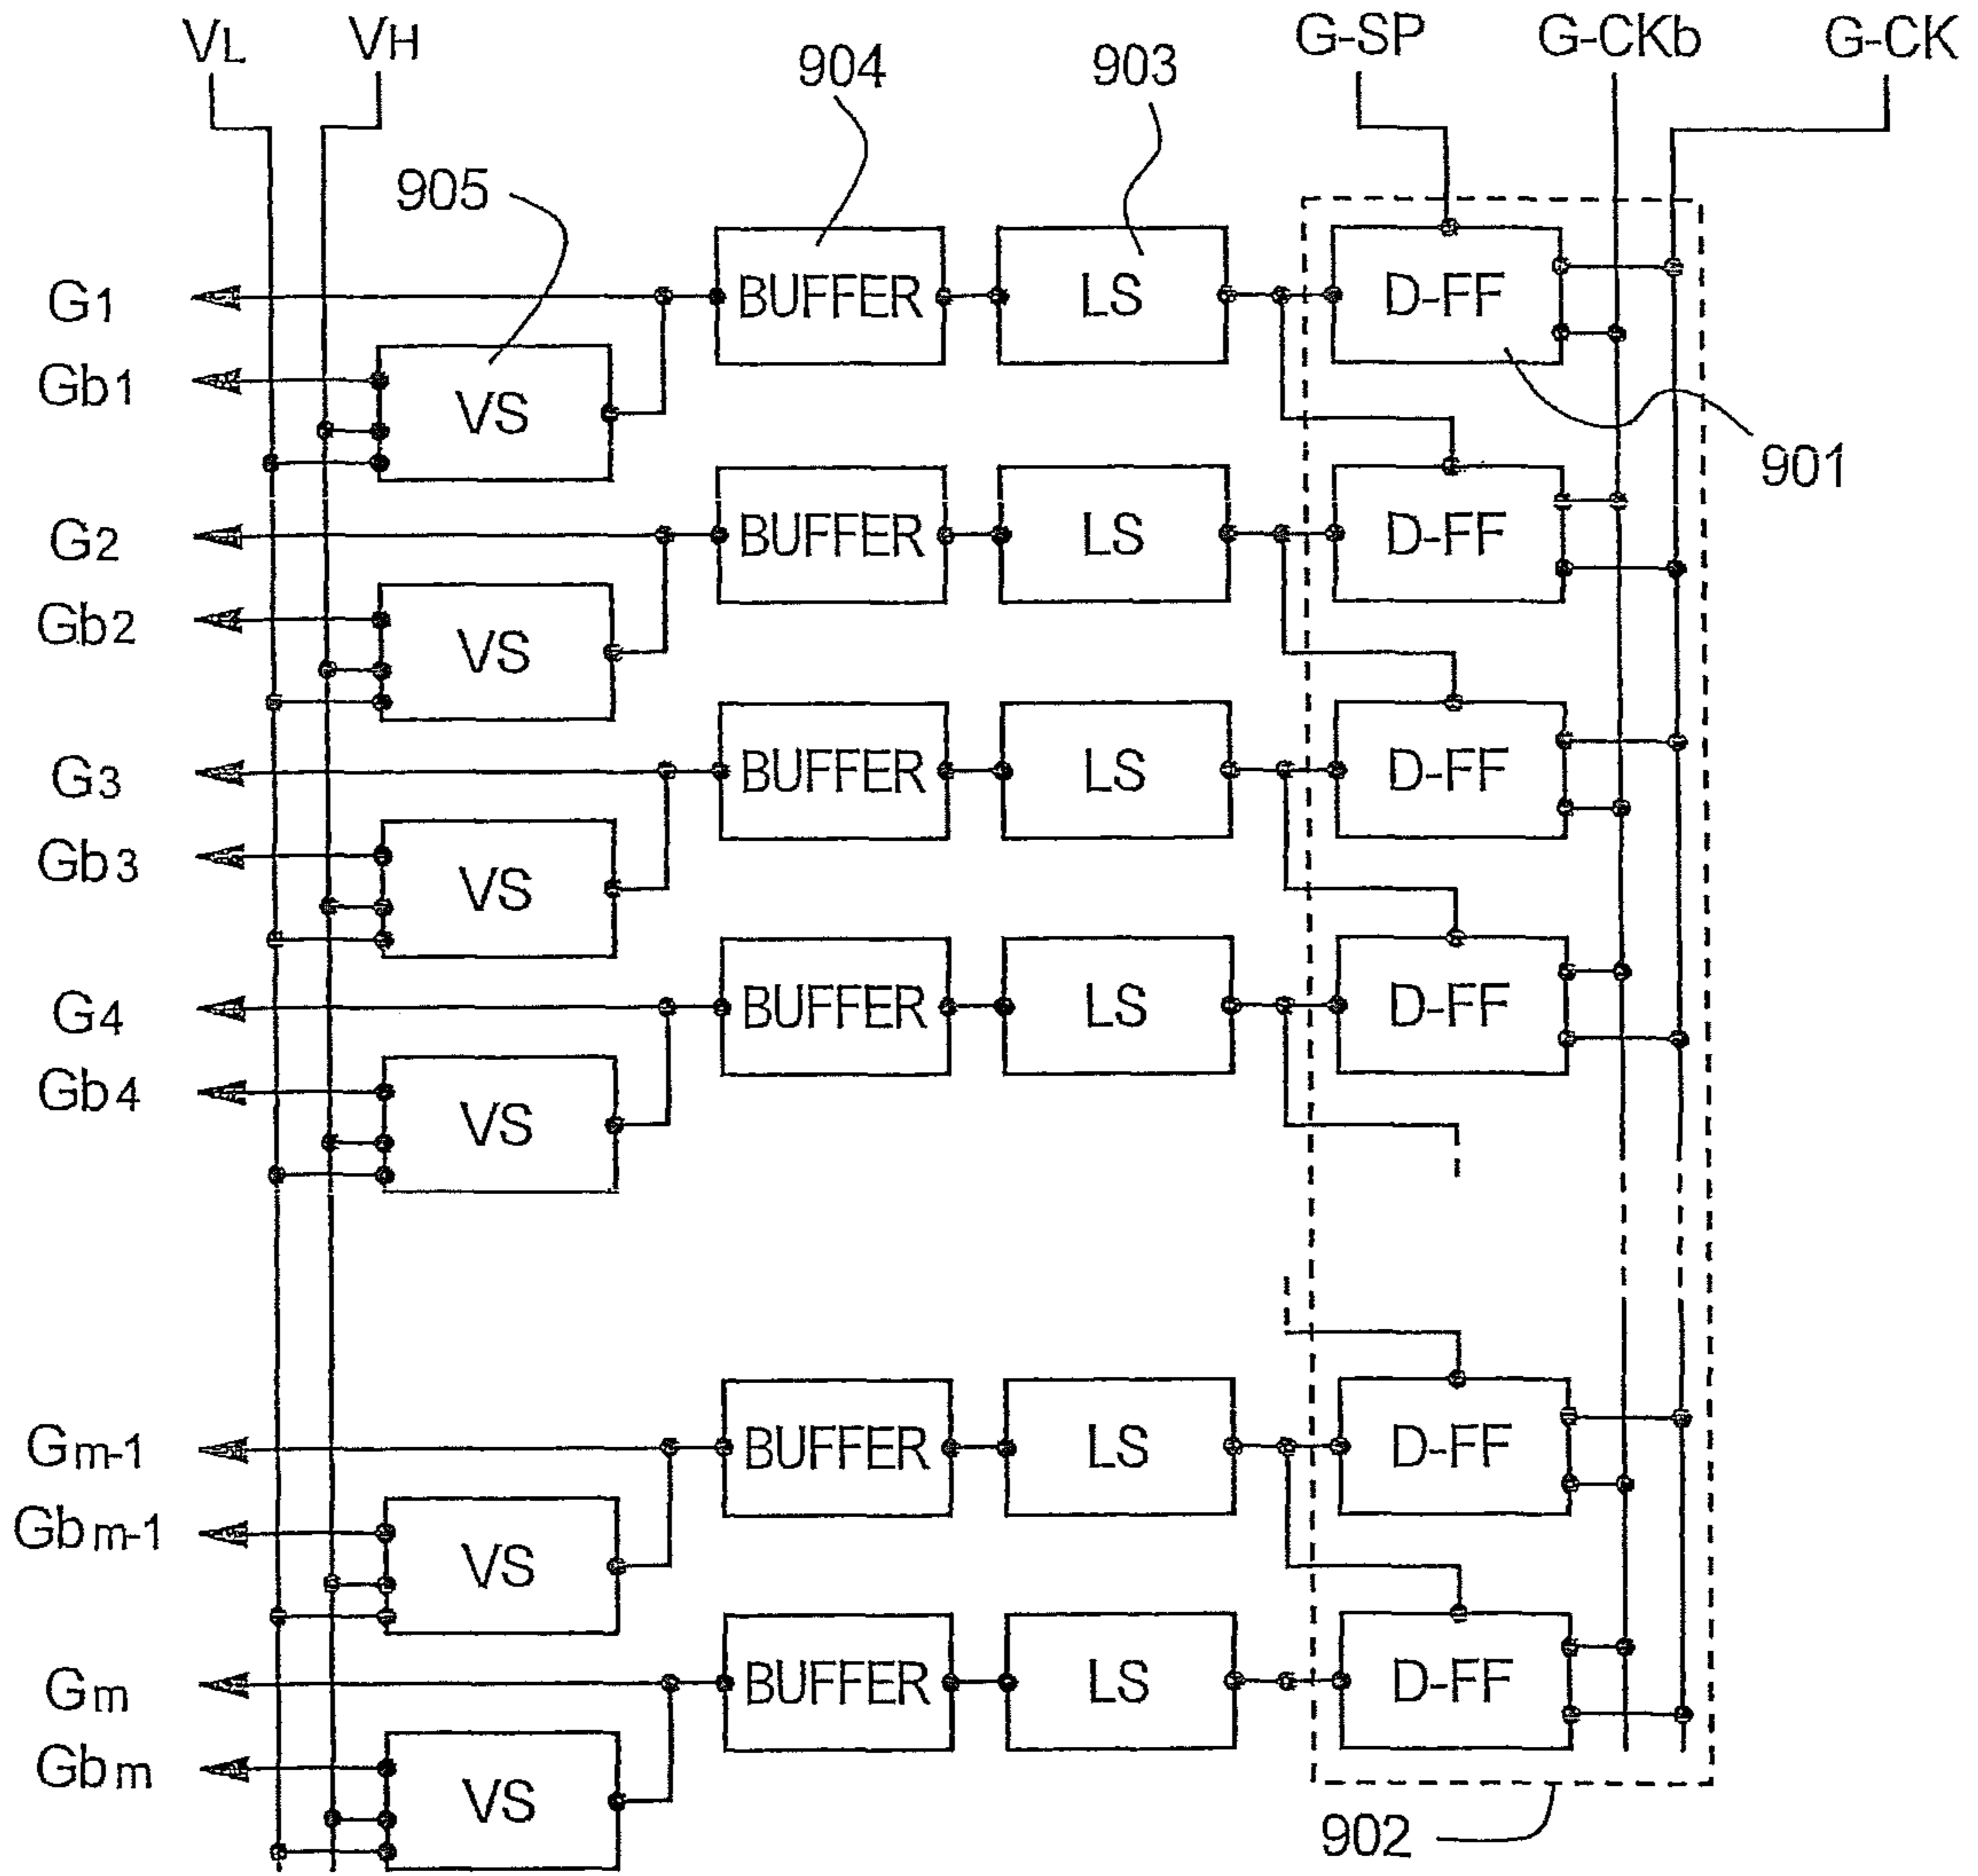 VL VH 904 903 G-SP G-CKb G-CK
905
G1 BUFFER LS D-FF
Gb1 VS
901
G2 BUFFER LS D-FF
Gb2 VS
G3 BUFFER LS D-FF
Gb3 VS
G4 BUFFER LS D-FF
Gb4 VS
Gm-1 BUFFER LS D-FF
Gbm-1 VS
Gm BUFFER LS D-FF
Gbm VS
902